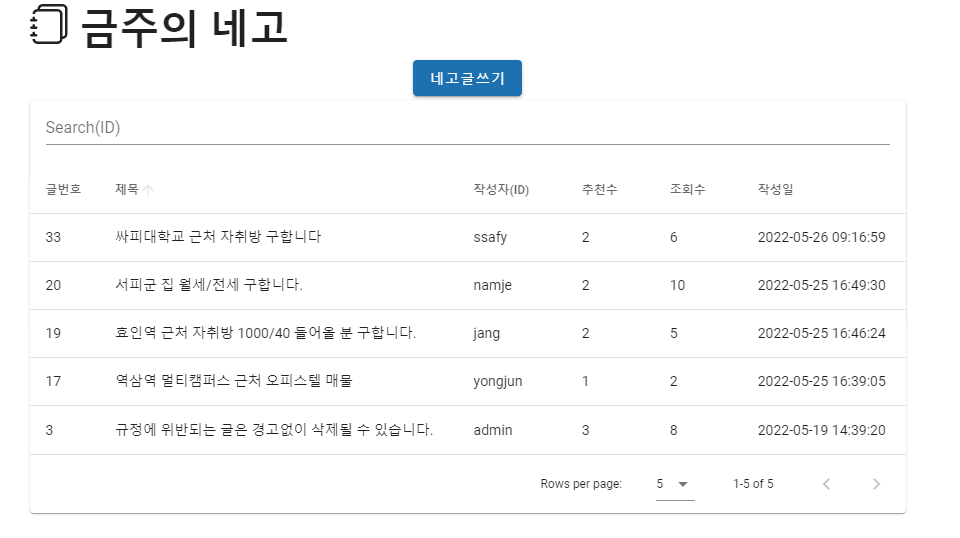 금주의 네고
네고글쓰기
Search(ID)
글번호 제목 작성자(ID) 추천수 조회수 작성일
33 싸피대학교 근처 자취방 구합니다 ssafy 2 6 2022-05-26 09:16:59
20 서피군 집 월세/전세 구합니다. namje 2 10 2022-05-25 16:49:30
19 효인역 근처 자취방 1000/40 들어올 분 구합니다. jang 2 5 2022-05-25 16:46:24
17 역삼역 멀티캠퍼스 근처 오피스텔 매물 yongjun 1 2 2022-05-25 16:39:05
3 규정에 위반되는 글은 경고없이 삭제될 수 있습니다. admin 3 8 2022-05-19 14:39:20
Rows per page: 5 1-5 of 5